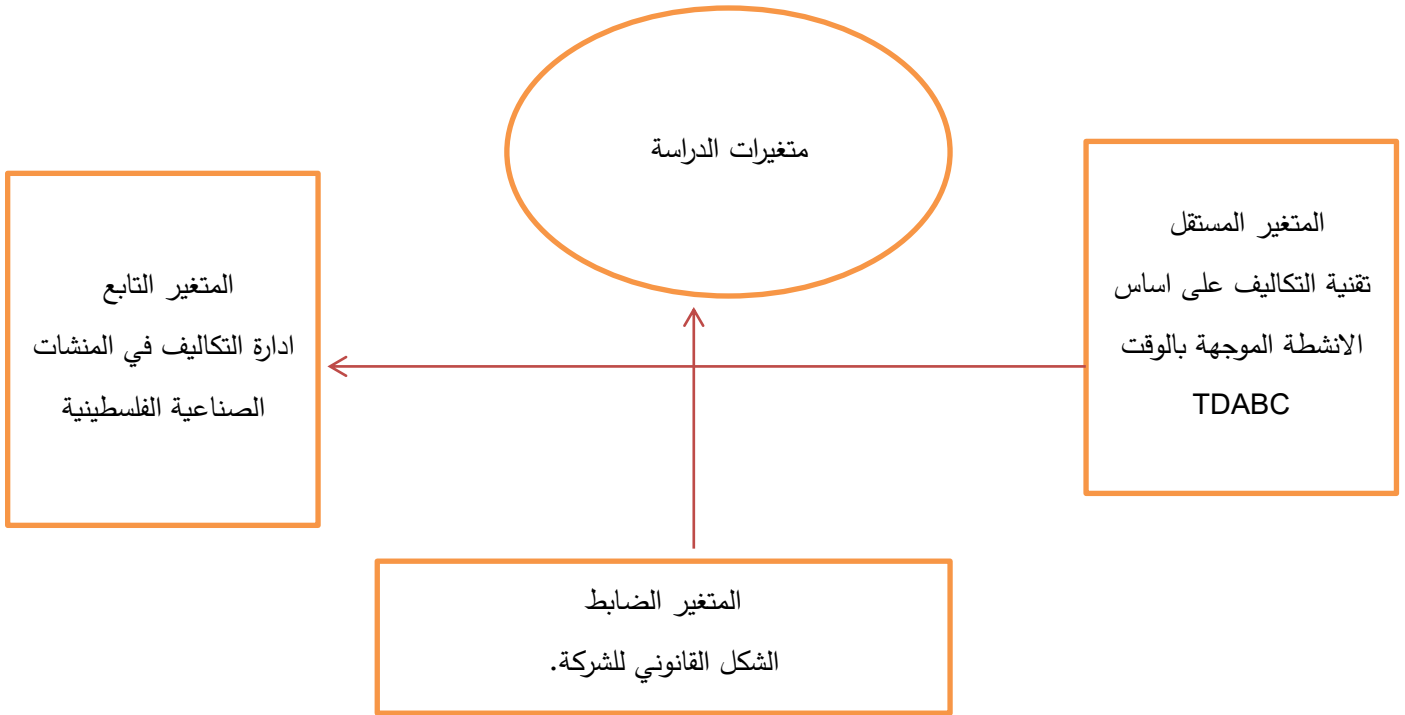 متغيرات الدراسة
المتغير المستقل
تقنية التكاليف على اساس
الانشطة الموجهة بالوقت
TDABC
المتغير التابع
ادارة التكاليف في المنشات
الصناعية الفلسطينية
المتغير الضابط
الشكل القانوني للشركة.